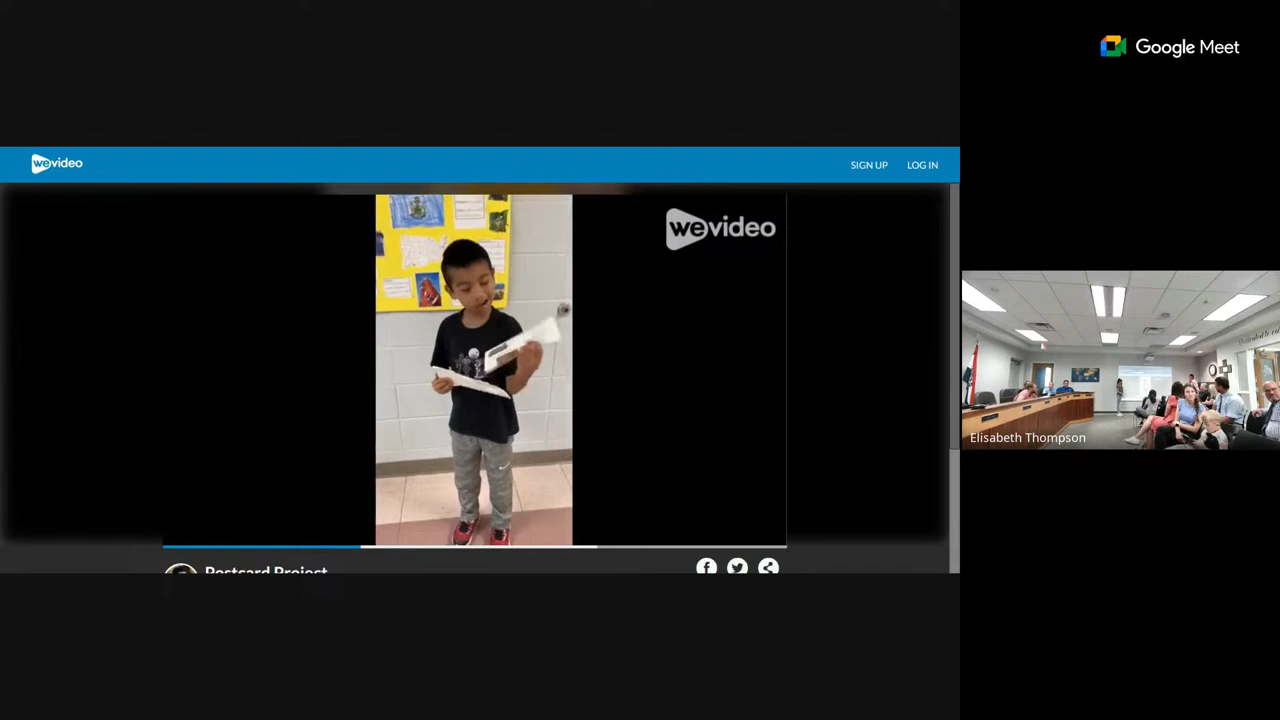 Google Meet
wevideo
SIGN UP
LOG IN
wevideo
Postcard Project
Elisabeth Thompson